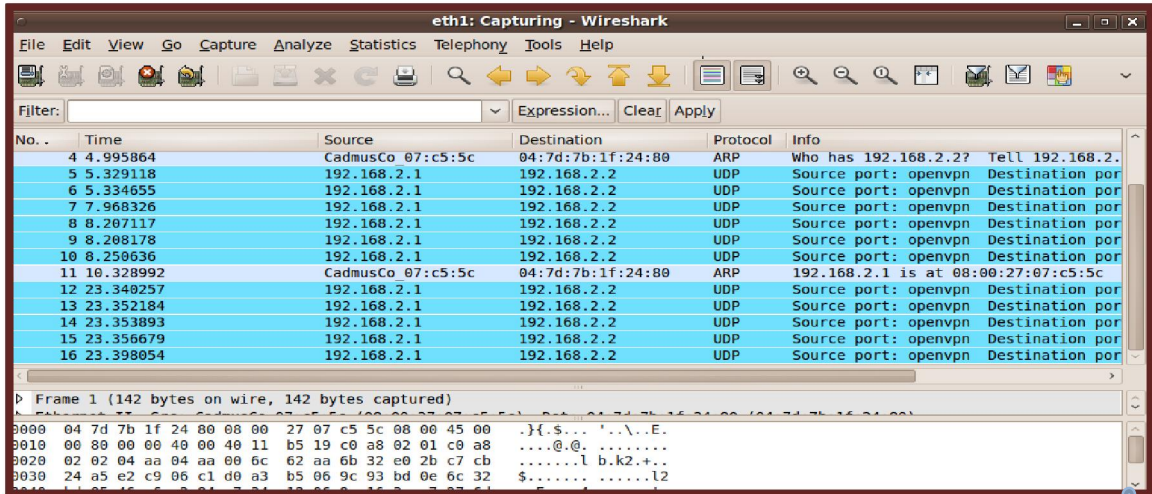 eth1: Capturing - Wireshark
File Edit View Go Capture Analyze Statistics Telephony Tools Help
Filter: Expression... Clear Apply
No. . Time Source Destination Protocol Info
4 4.995864 CadmusCo_07:c5:5c 04:7d:7b:1f:24:80 ARP Who has 192.168.2.2? Tell 192.168.2.
5 5.329118 192.168.2.1 192.168.2.2 UDP Source port: openvpn Destination por
6 5.334655 192.168.2.1 192.168.2.2 UDP Source port: openvpn Destination por
7 7.968326 192.168.2.1 192.168.2.2 UDP Source port: openvpn Destination por
8 8.207117 192.168.2.1 192.168.2.2 UDP Source port: openvpn Destination por
9 8.208178 192.168.2.1 192.168.2.2 UDP Source port: openvpn Destination por
10 8.250636 192.168.2.1 192.168.2.2 UDP Source port: openvpn Destination por
11 10.328992 CadmusCo_07:c5:5c 04:7d:7b:1f:24:80 ARP 192.168.2.1 is at 08:00:27:07:c5:5c
12 23.340257 192.168.2.1 192.168.2.2 UDP Source port: openvpn Destination por
13 23.352184 192.168.2.1 192.168.2.2 UDP Source port: openvpn Destination por
14 23.353893 192.168.2.1 192.168.2.2 UDP Source port: openvpn Destination por
15 23.356679 192.168.2.1 192.168.2.2 UDP Source port: openvpn Destination por
16 23.398054 192.168.2.1 192.168.2.2 UDP Source port: openvpn Destination por
Frame 1 (142 bytes on wire, 142 bytes captured)
0000 04 7d 7b 1f 24 80 08 00 27 07 c5 5c 08 00 45 00 .}{.$... '..\..E.
0010 00 80 00 00 40 00 40 11 b5 19 c0 a8 02 01 c0 a8 ....@.@. ........
0020 02 02 04 aa 04 aa 00 6c 62 aa 6b 32 e0 2b c7 cb .......l b.k2.+..
0030 24 a5 e2 c9 06 c1 d0 a3 b5 06 9c 93 bd 0e 6c 32 $....... ......l2